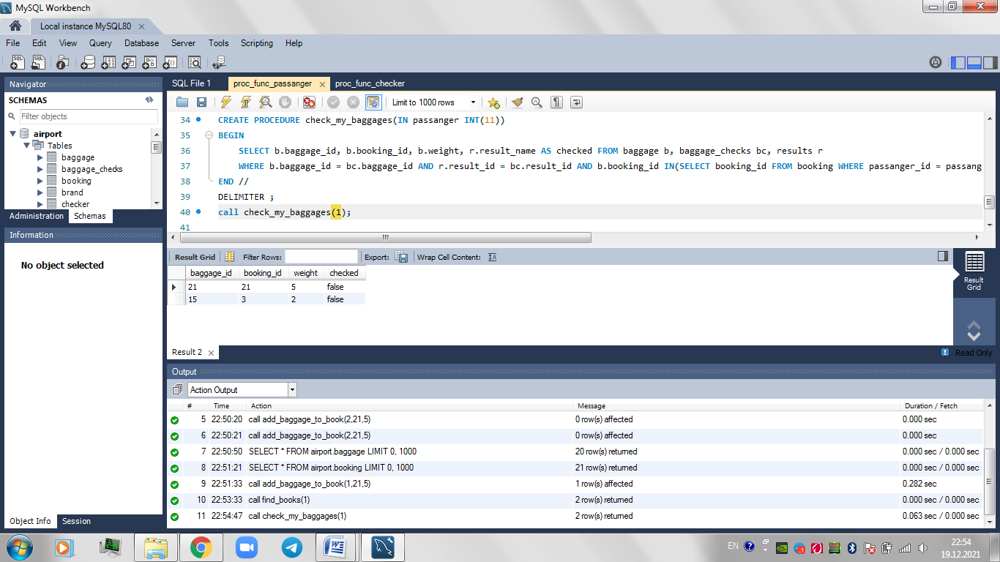 MySQL Workbench
Local instance MySQL80
File Edit View Query Database Server Tools Scripting Help
Navigator
SCHEMAS
Filter objects
airport
Tables
baggage
baggage_checks
booking
brand
checker
Administration Schemas
Information
No object selected
Object Info Session
SQL File 1 proc_func_passanger proc_func_checker
Limit to 1000 rows
34 CREATE PROCEDURE check_my_baggages(IN passanger INT(11))
35 BEGIN
36 SELECT b.baggage_id, b.booking_id, b.weight, r.result_name AS checked FROM baggage b, baggage_checks bc, results r
37 WHERE b.baggage_id = bc.baggage_id AND r.result_id = bc.result_id AND b.booking_id IN(SELECT booking_id FROM booking WHERE passanger_id = passang
38 END //
39 DELIMITER ;
40 call check_my_baggages(1);
41
Result Grid Filter Rows: Export: Wrap Cell Content:
baggage_id booking_id weight checked
21 21 5 false
15 3 2 false
Result Grid
Result 2
Read Only
Output
Action Output
# Time Action Message Duration / Fetch
5 22:50:20 call add_baggage_to_book(2,21,5) 0 row(s) affected 0.000 sec
6 22:50:21 call add_baggage_to_book(2,21,5) 0 row(s) affected 0.000 sec
7 22:50:50 SELECT * FROM airport.baggage LIMIT 0, 1000 20 row(s) returned 0.000 sec / 0.000 sec
8 22:51:21 SELECT * FROM airport.booking LIMIT 0, 1000 21 row(s) returned 0.000 sec / 0.000 sec
9 22:51:33 call add_baggage_to_book(1,21,5) 1 row(s) affected 0.282 sec
10 22:53:33 call find_books(1) 2 row(s) returned 0.000 sec / 0.000 sec
11 22:54:47 call check_my_baggages(1) 2 row(s) returned 0.063 sec / 0.000 sec
EN
22:54
19.12.2021